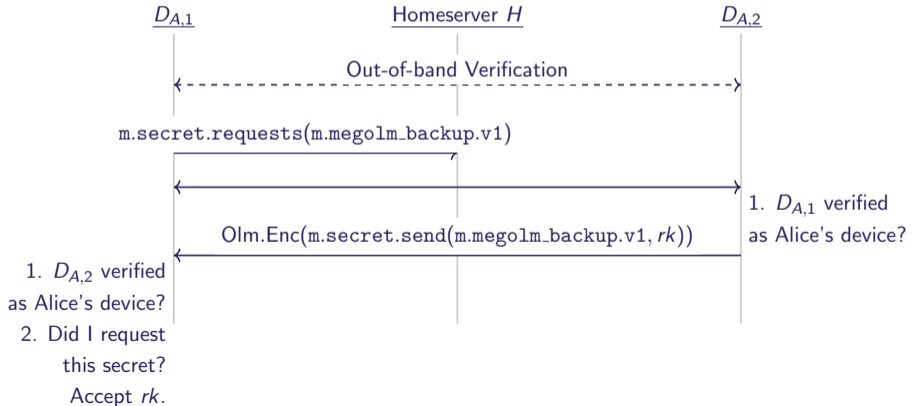 D_{A,1} Homeserver H D_{A,2}
Out-of-band Verification
m.secret.requests(m.megolm_backup.v1)
1. D_{A,1} verified
as Alice's device?
Olm.Enc(m.secret.send(m.megolm_backup.v1, rk))
1. D_{A,2} verified
as Alice's device?
2. Did I request
this secret?
Accept rk.